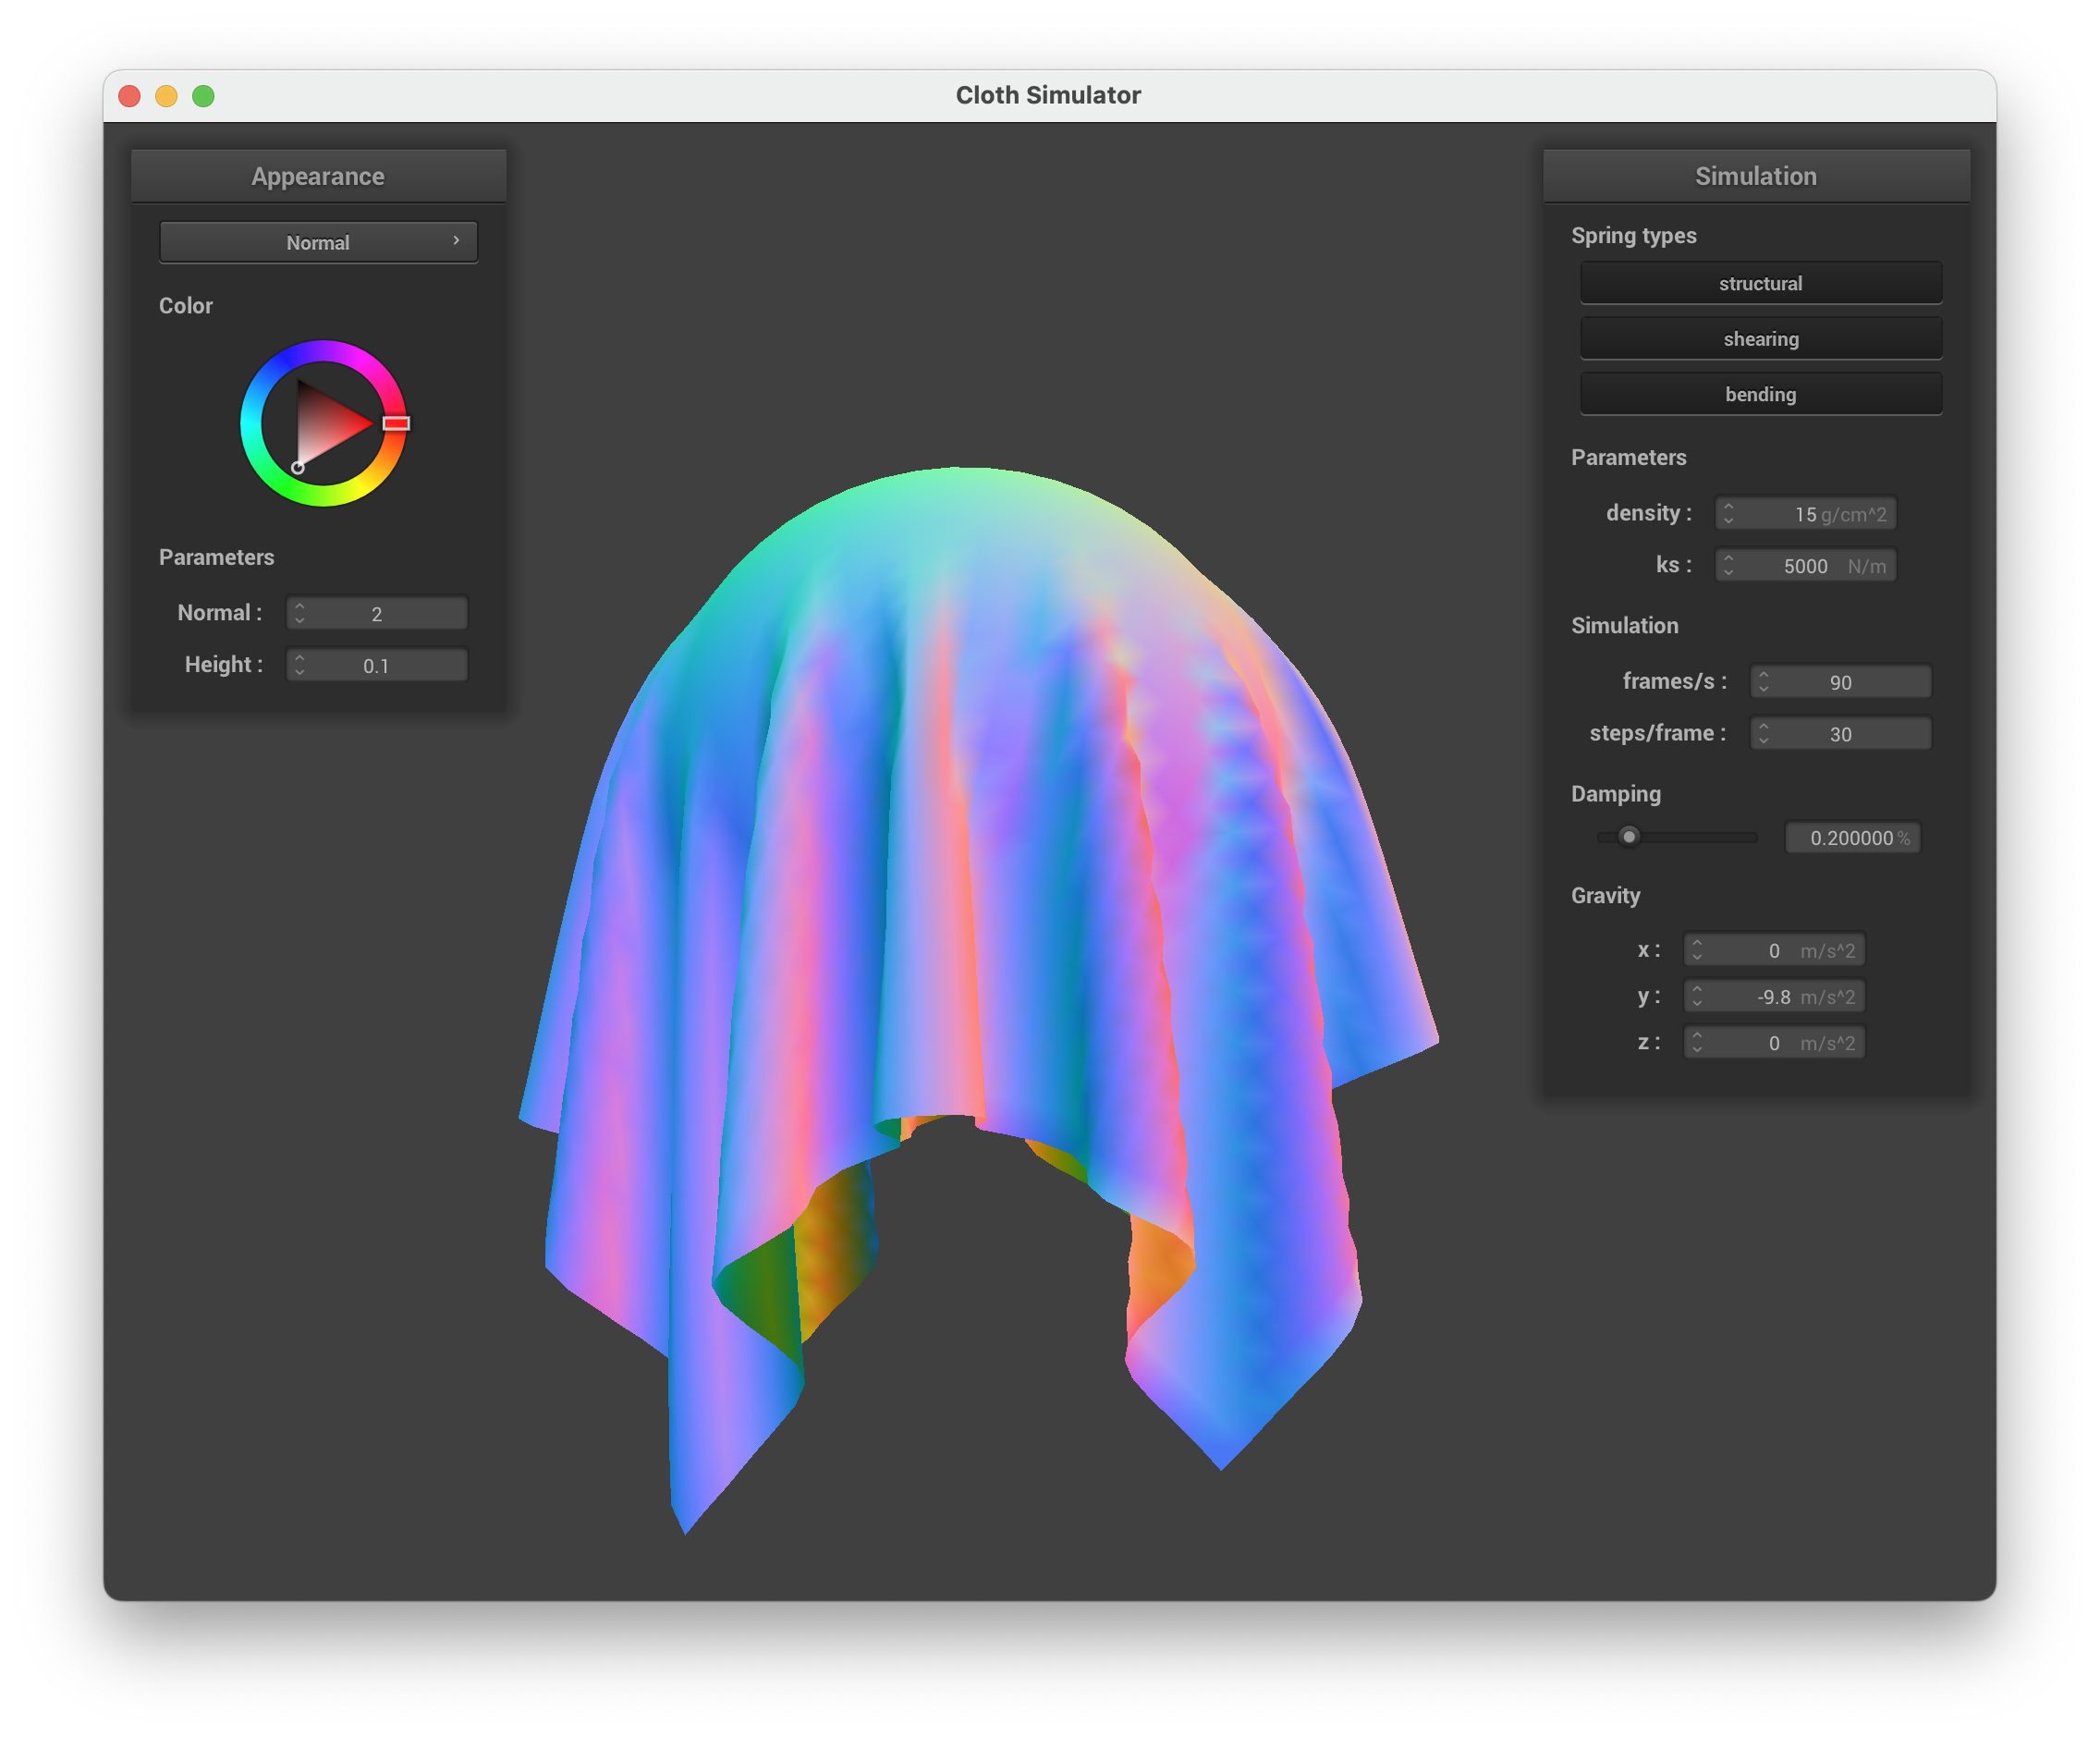 Cloth Simulator
Appearance
Normal
Color
Parameters
Normal : 2
Height : 0.1
Simulation
Spring types
structural
shearing
bending
Parameters
density : 15 g/cm^2
ks : 5000 N/m
Simulation
frames/s : 90
steps/frame : 30
Damping
0.200000 %
Gravity
x : 0 m/s^2
y : -9.8 m/s^2
z : 0 m/s^2